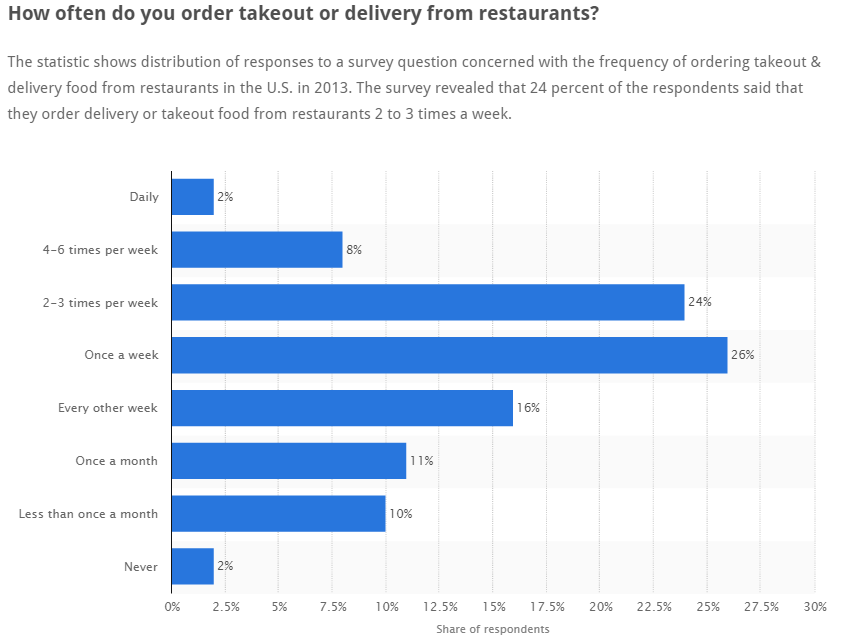 How often do you order takeout or delivery from restaurants?
The statistic shows distribution of responses to a survey question concerned with the frequency of ordering takeout &
delivery food from restaurants in the U.S. in 2013. The survey revealed that 24 percent of the respondents said that
they order delivery or takeout food from restaurants 2 to 3 times a week.
Daily 2%
4-6 times per week 8%
2-3 times per week 24%
Once a week 26%
Every other week 16%
Once a month 11%
Less than once a month 10%
Never 2%
0% 2.5% 5% 7.5% 10% 12.5% 15% 17.5% 20% 22.5% 25% 27.5% 30%
Share of respondents